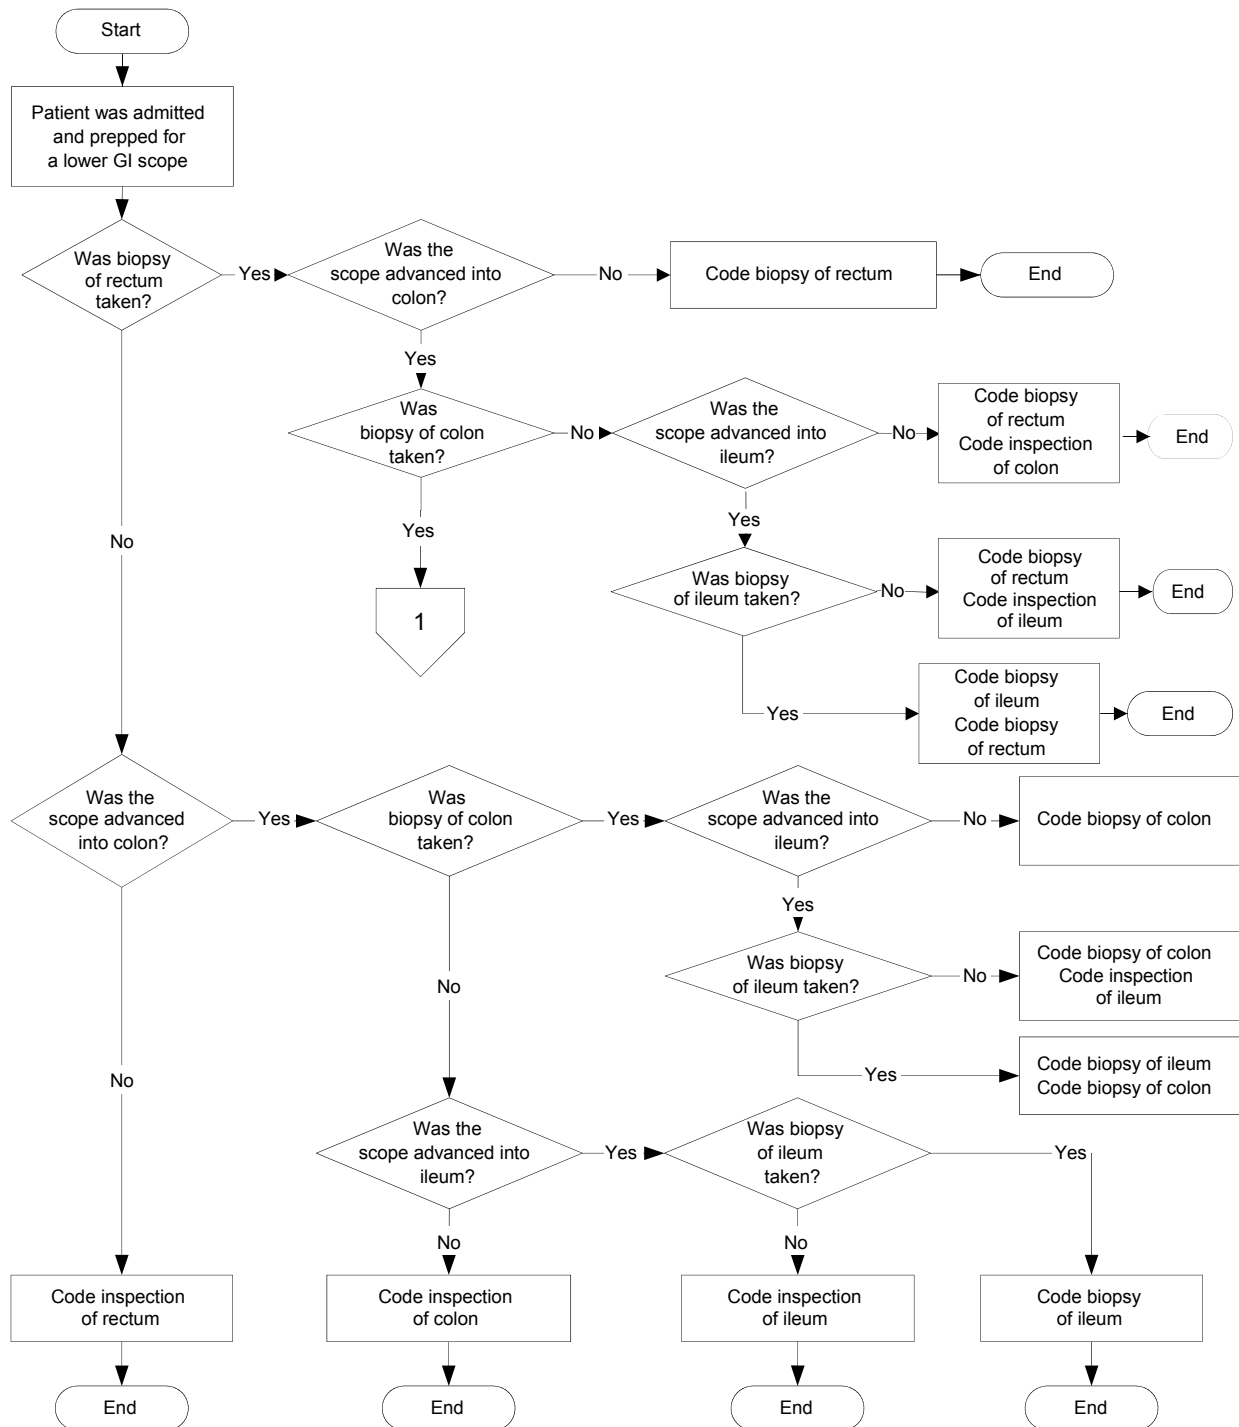 Start
Patient was admitted
and prepped for
a lower GI scope
Was biopsy
of rectum
taken?
Yes
Was the
scope advanced into
colon?
No
Code biopsy of rectum
End
Yes
Was
biopsy of colon
taken?
No
Was the
scope advanced into
ileum?
No
Code biopsy
of rectum
Code inspection
of colon
End
Yes
1
Yes
Was biopsy
of ileum taken?
No
Code biopsy
of rectum
Code inspection
of ileum
End
Yes
Code biopsy
of ileum
Code biopsy
of rectum
End
No
Was the
scope advanced
into colon?
Yes
Was
biopsy of colon
taken?
Yes
Was the
scope advanced into
ileum?
No
Code biopsy of colon
Yes
Was biopsy
of ileum taken?
No
Code biopsy of colon
Code inspection
of ileum
Yes
Code biopsy of ileum
Code biopsy of colon
No
Was the
scope advanced into
ileum?
Yes
Was biopsy
of ileum
taken?
Yes
No
No
No
Code inspection
of rectum
Code inspection
of colon
Code inspection
of ileum
Code biopsy
of ileum
End
End
End
End